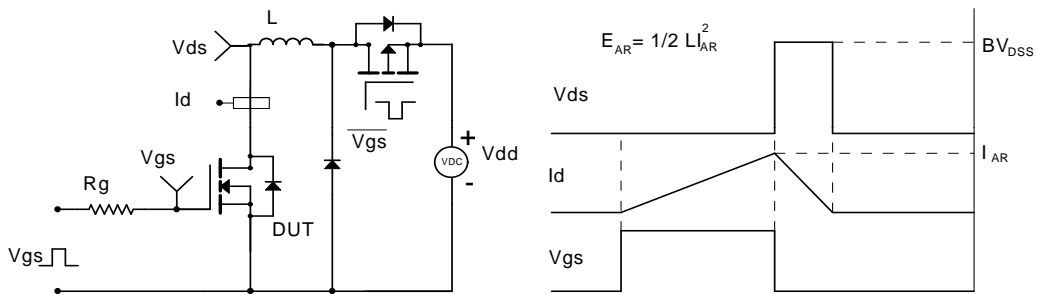 L
Vds
Id
Vgs
Vgs
Rg
DUT
Vgs
VDC
+
-
Vdd
E_AR = 1/2 LI_AR^2
BV_DSS
Vds
I_AR
Id
Vgs